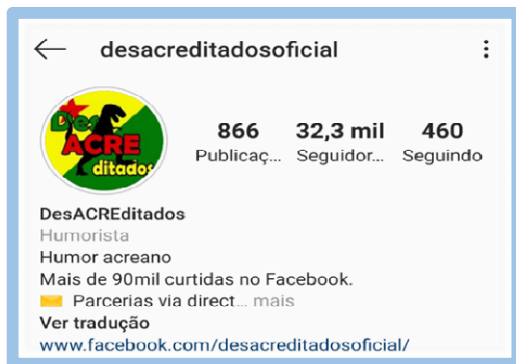 desacreditadosoficial
Des
ACRE
ditados
866 32,3 mil 460
Publicaç... Seguidor... Seguindo
DesACREditados
Humorista
Humor acreano
Mais de 90mil curtidas no Facebook.
Parcerias via direct... mais
Ver tradução
www.facebook.com/desacreditadosoficial/